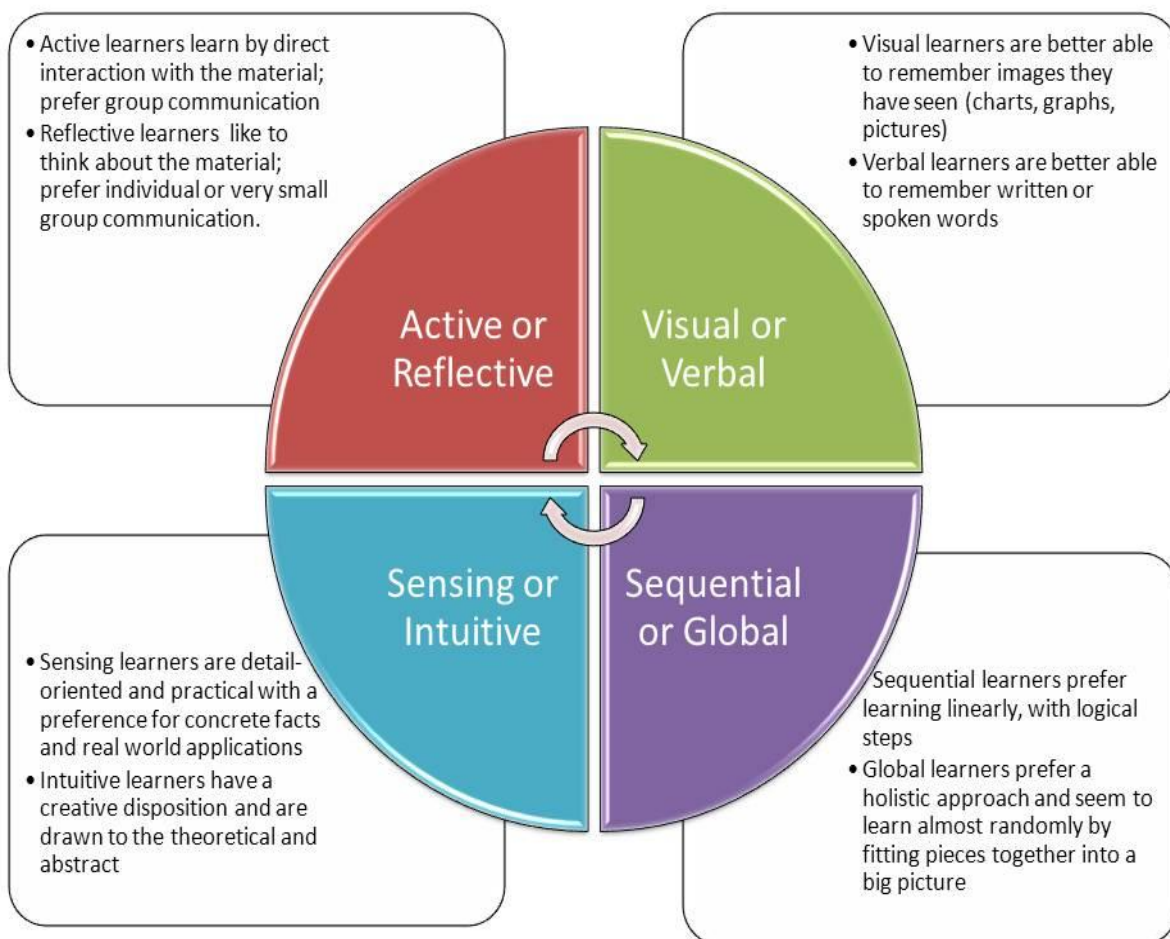 • Active learners learn by direct
interaction with the material;
prefer group communication
• Reflective learners like to
think about the material;
prefer individual or very small
group communication.
• Visual learners are better able
to remember images they
have seen (charts, graphs,
pictures)
• Verbal learners are better able
to remember written or
spoken words
Active or
Reflective
Visual or
Verbal
Sensing or
Intuitive
Sequential
or Global
• Sensing learners are detail-
oriented and practical with a
preference for concrete facts
and real world applications
• Intuitive learners have a
creative disposition and are
drawn to the theoretical and
abstract
Sequential learners prefer
learning linearly, with logical
steps
• Global learners prefer a
holistic approach and seem to
learn almost randomly by
fitting pieces together into a
big picture